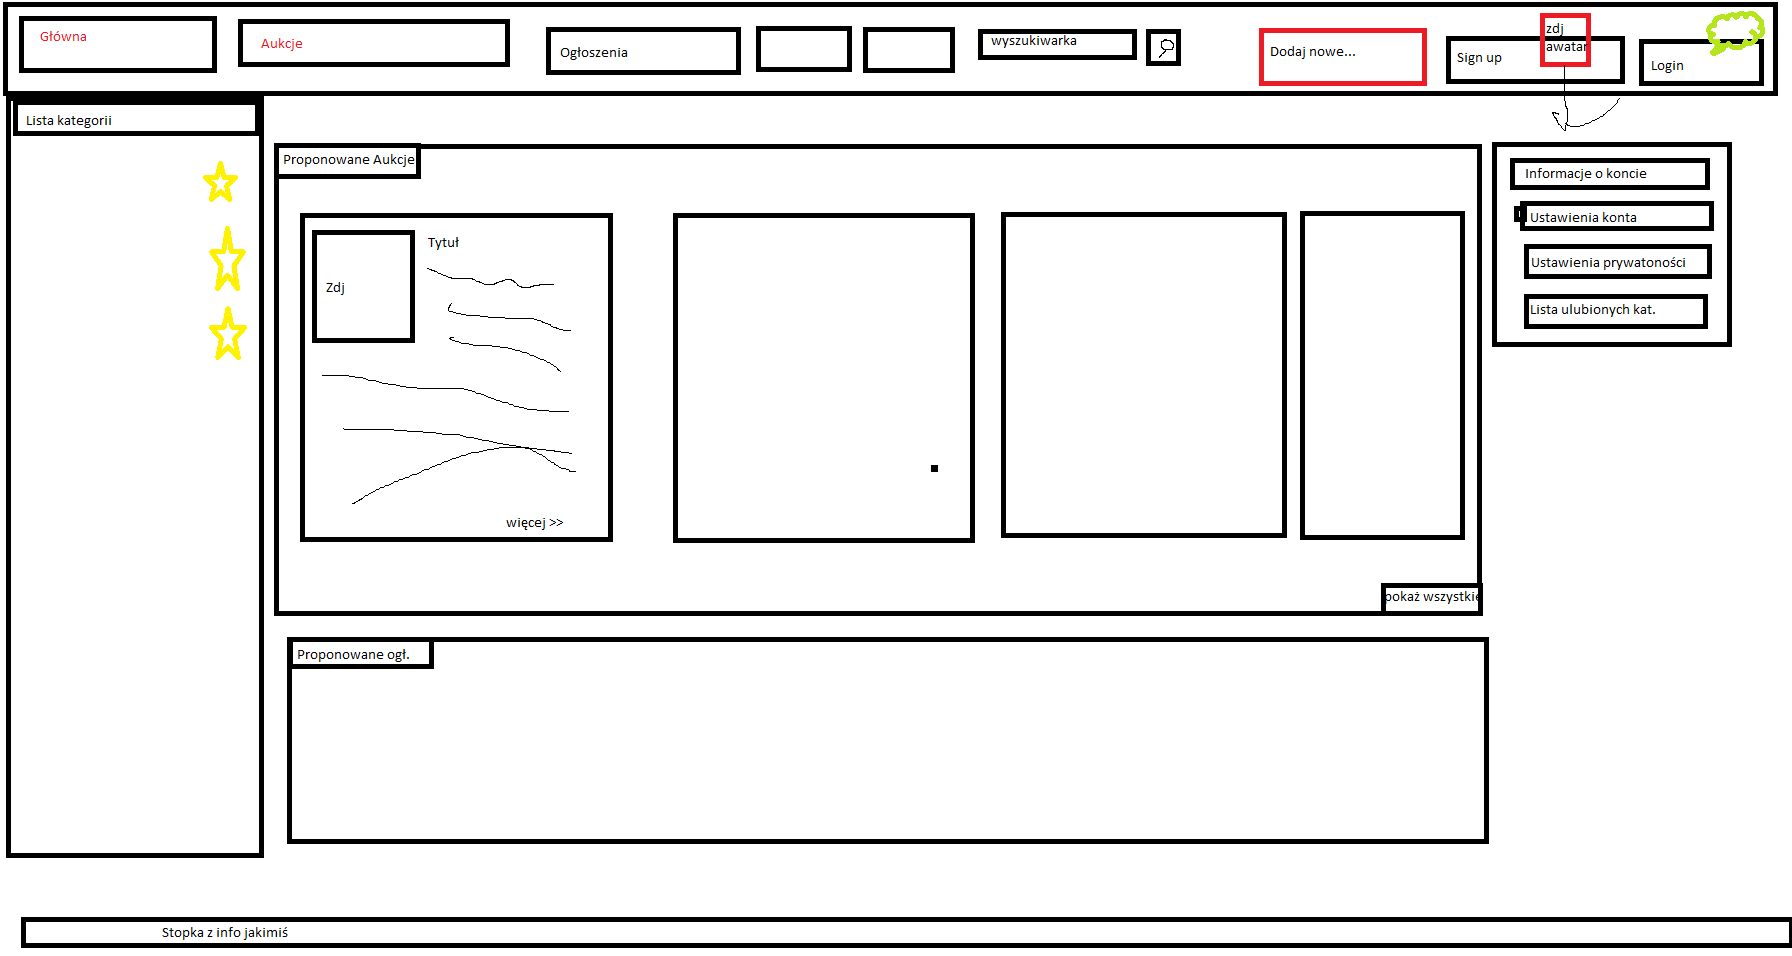 Główna
Aukcje
Ogłoszenia
wyszukiwarka
Dodaj nowe...
Sign up
zdj
awatar
Login
Lista kategorii
Proponowane Aukcje
Zdj
Tytuł
więcej >>
pokaż wszystkie
Informacje o koncie
Ustawienia konta
Ustawienia prywatoności
Lista ulubionych kat.
Proponowane ogł.
Stopka z info jakimiś